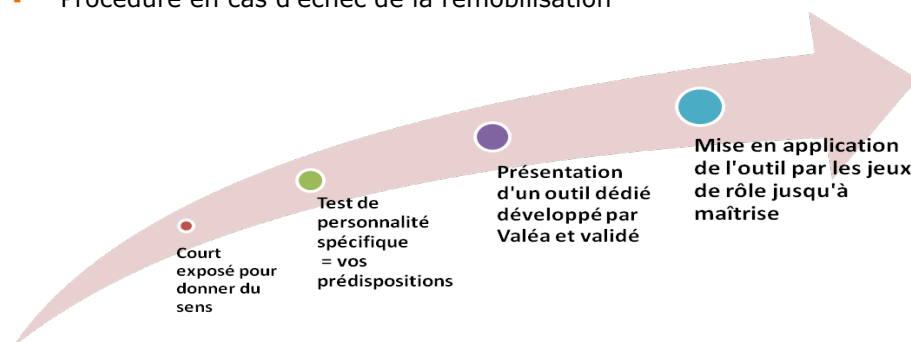 Procédure en cas d'échec de la remobilisation
Court
exposé pour
donner du
sens
Test de
personnalité
spécifique
= vos
prédispositions
Présentation
d'un outil dédié
développé par
Valéa et validé
Mise en application
de l'outil par les jeux
de rôle jusqu'à
maîtrise